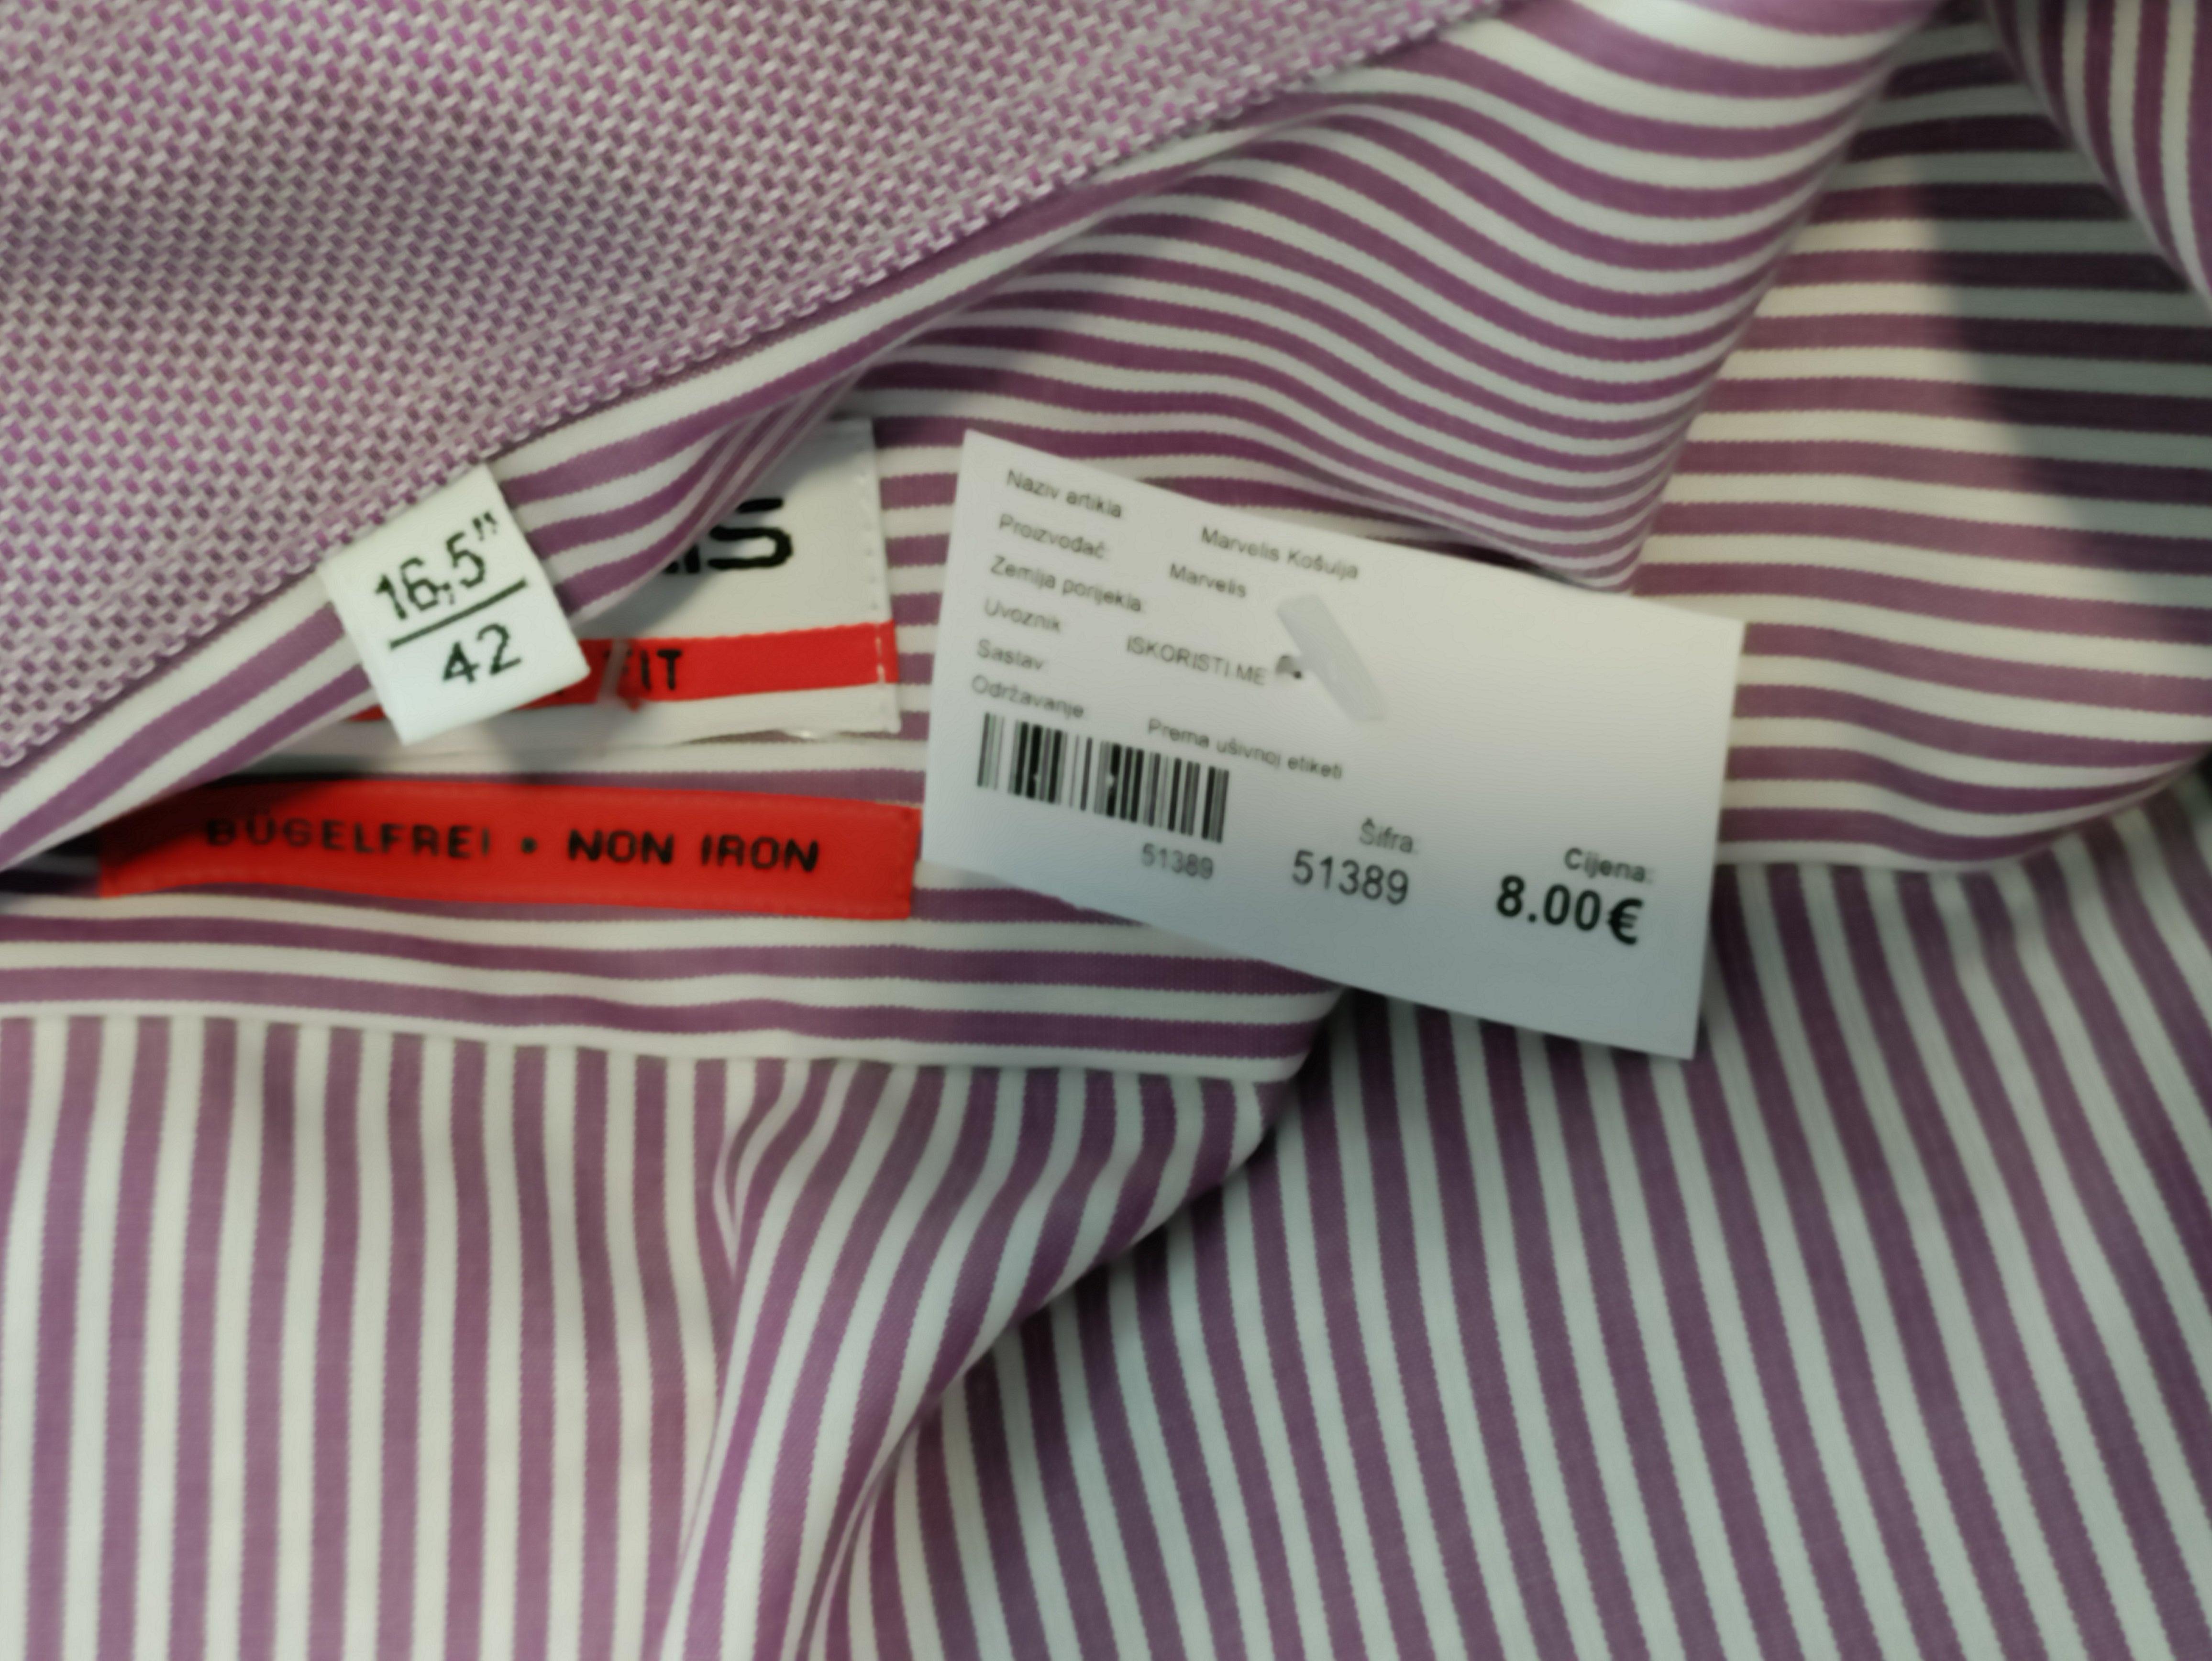 16,5"
42
IS
FIT
BÜGELFREI • NON IRON
Naziv artikla
Marvelis Košulja
Proizvođač:
Marvelis
Zemlja porijekla:
Uvoznik:
ISKORISTI.ME
Sastav:
Održavanje:
Prema ušivnoj etiketi
51389
Šifra:
51389
Cijena:
8.00€